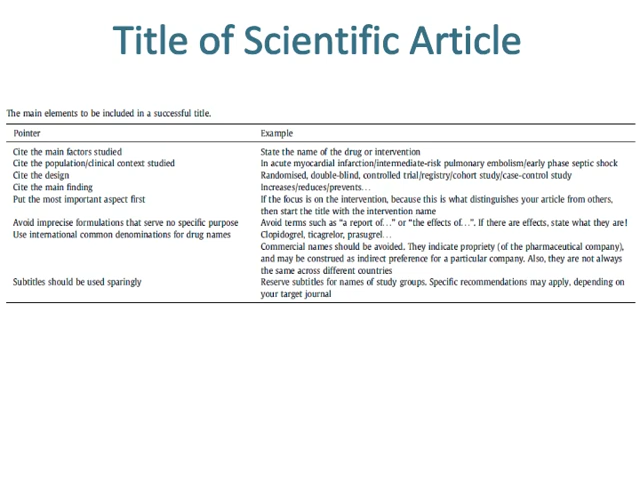 Title of Scientific Article
The main elements to be included in a successful title.
Pointer Example
Cite the main factors studied State the name of the drug or intervention
Cite the population/clinical context studied In acute myocardial infarction/intermediate-risk pulmonary embolism/early phase septic shock
Cite the design Randomised, double-blind, controlled trial/registry/cohort study/case-control study
Cite the main finding Increases/reduces/prevents…
Put the most important aspect first If the focus is on the intervention, because this is what distinguishes your article from others,
then start the title with the intervention name
Avoid imprecise formulations that serve no specific purpose Avoid terms such as “a report of…” or “the effects of…”. If there are effects, state what they are!
Use international common denominations for drug names Clopidogrel, ticagrelor, prasugrel…
Commercial names should be avoided. They indicate propriety (of the pharmaceutical company),
and may be construed as indirect preference for a particular company. Also, they are not always
the same across different countries
Subtitles should be used sparingly Reserve subtitles for names of study groups. Specific recommendations may apply, depending on
your target journal